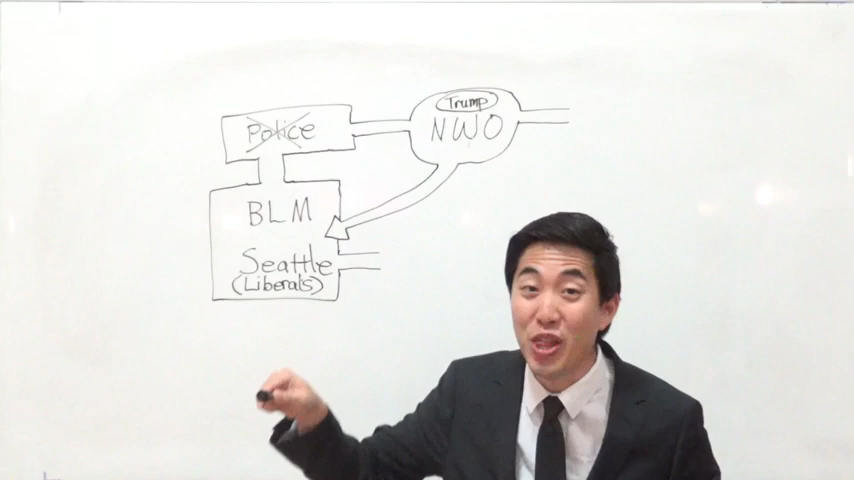 Trump
NWO
Police
BLM
Seattle
(Liberals)